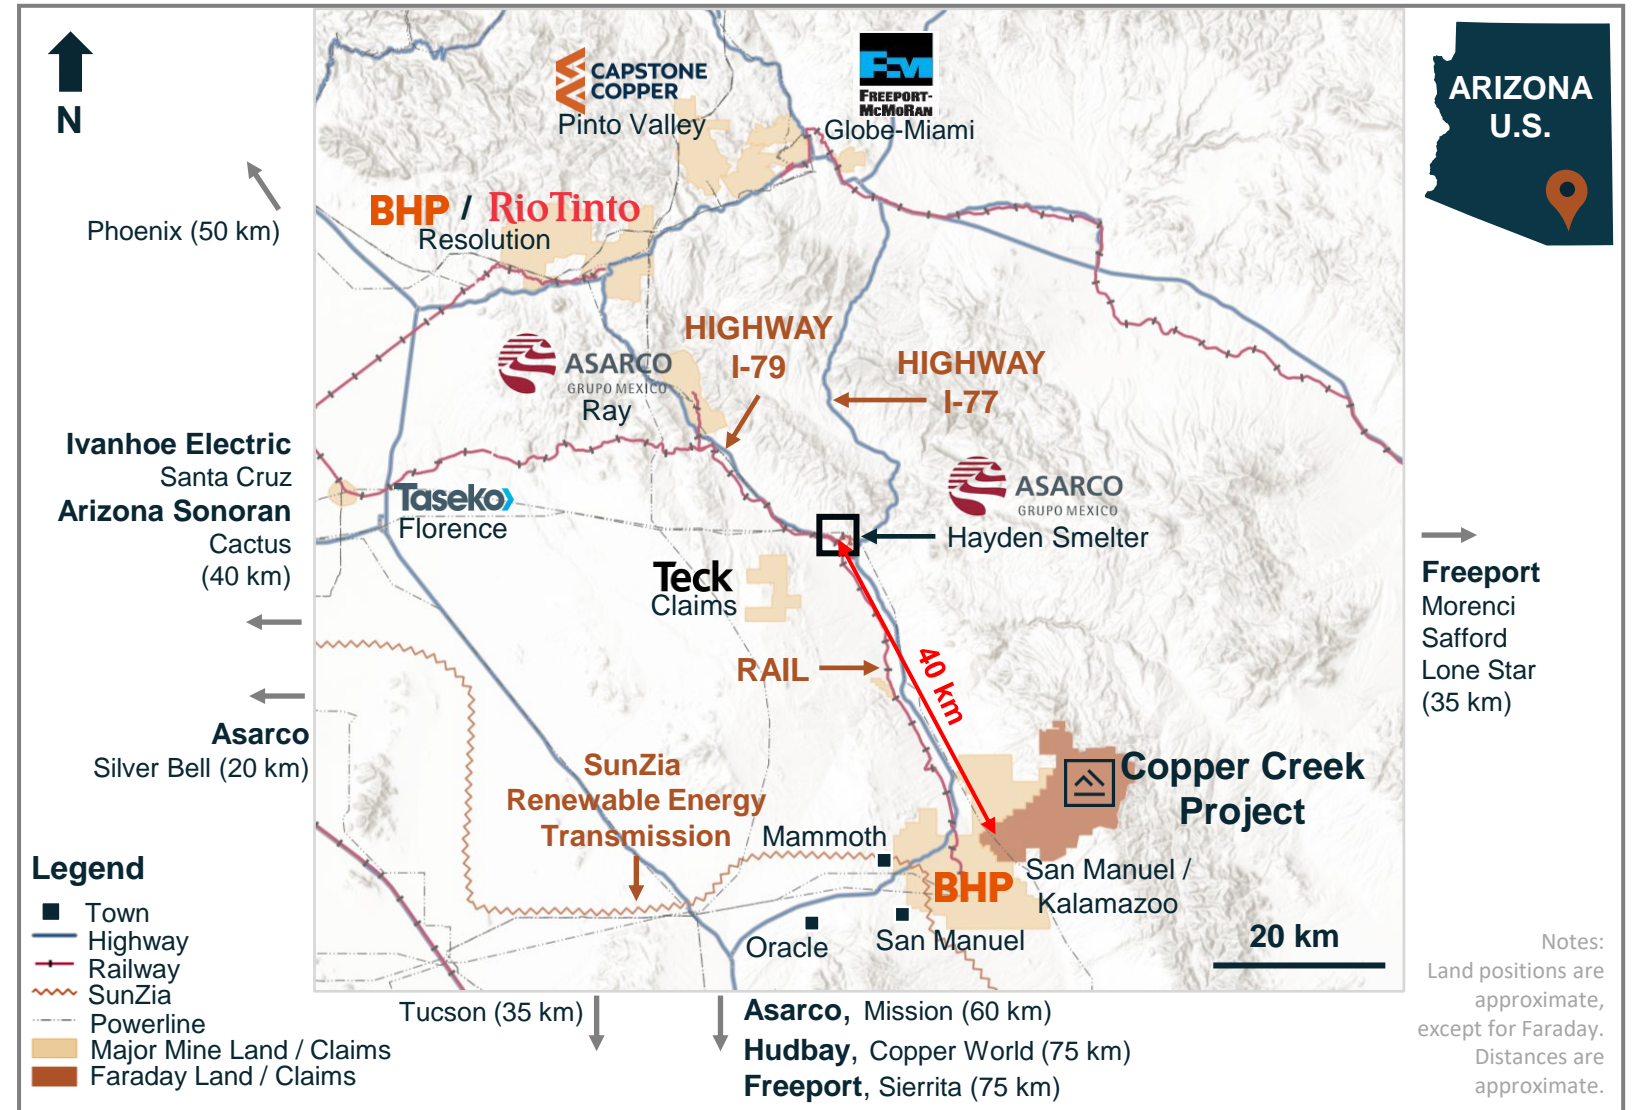 N
CAPSTONE
COPPER
Pinto Valley
FMI
FREEPORT-
MCMORAN
Globe-Miami
ARIZONA
U.S.
Phoenix (50 km)
BHP / RioTinto
Resolution
HIGHWAY
I-79
HIGHWAY
I-77
ASARCO
GRUPO MEXICO
Ray
Ivanhoe Electric
Santa Cruz
Arizona Sonoran
Cactus
(40 km)
Taseko
Florence
ASARCO
GRUPO MEXICO
Hayden Smelter
Teck
Claims
Freeport
Morenci
Safford
Lone Star
(35 km)
RAIL
40 km
Asarco
Silver Bell (20 km)
SunZia
Renewable Energy
Transmission
Copper Creek
Project
Mammoth
BHP
San Manuel /
Kalamazoo
Oracle
San Manuel
20 km
Legend
Town
Highway
Railway
SunZia
Powerline
Major Mine Land / Claims
Faraday Land / Claims
Tucson (35 km)
Asarco, Mission (60 km)
Hudbay, Copper World (75 km)
Freeport, Sierrita (75 km)
Notes:
Land positions are
approximate,
except for Faraday.
Distances are
approximate.